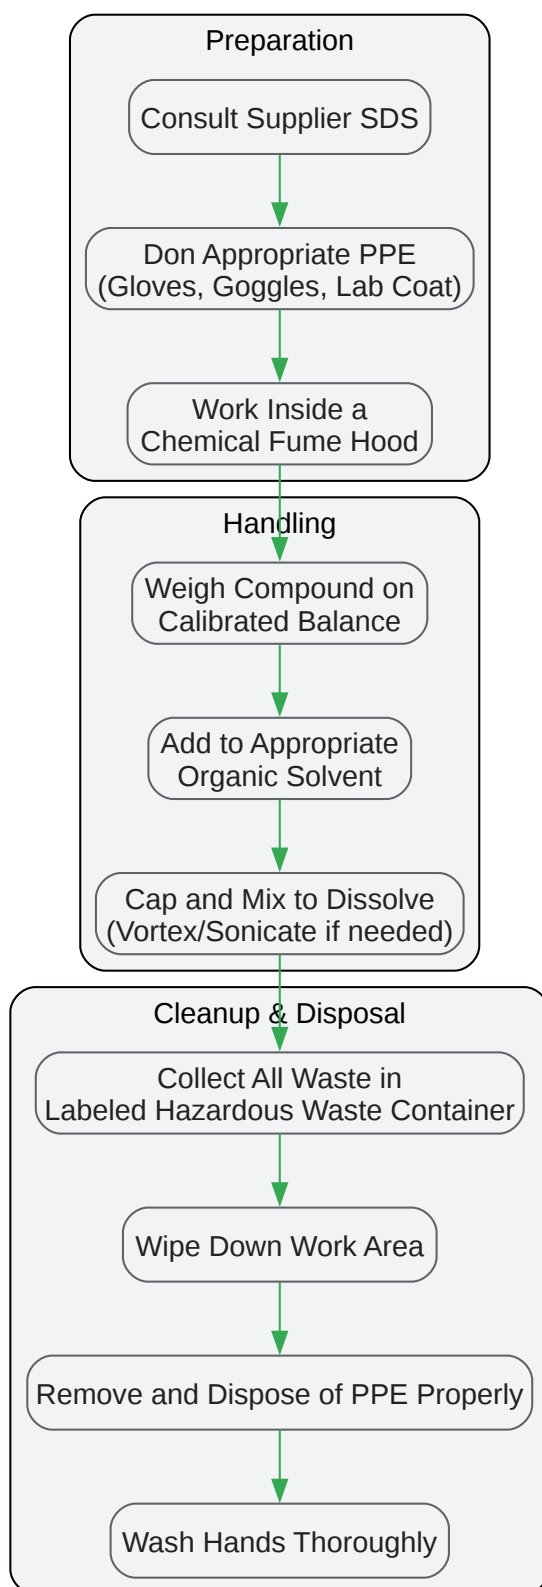 Preparation
Consult Supplier SDS
Don Appropriate PPE
(Gloves, Goggles, Lab Coat)
Work Inside a
Chemical Fume Hood
Handling
Weigh Compound on
Calibrated Balance
Add to Appropriate
Organic Solvent
Cap and Mix to Dissolve
(Vortex/Sonicate if needed)
Cleanup & Disposal
Collect All Waste in
Labeled Hazardous Waste Container
Wipe Down Work Area
Remove and Dispose of PPE Properly
Wash Hands Thoroughly